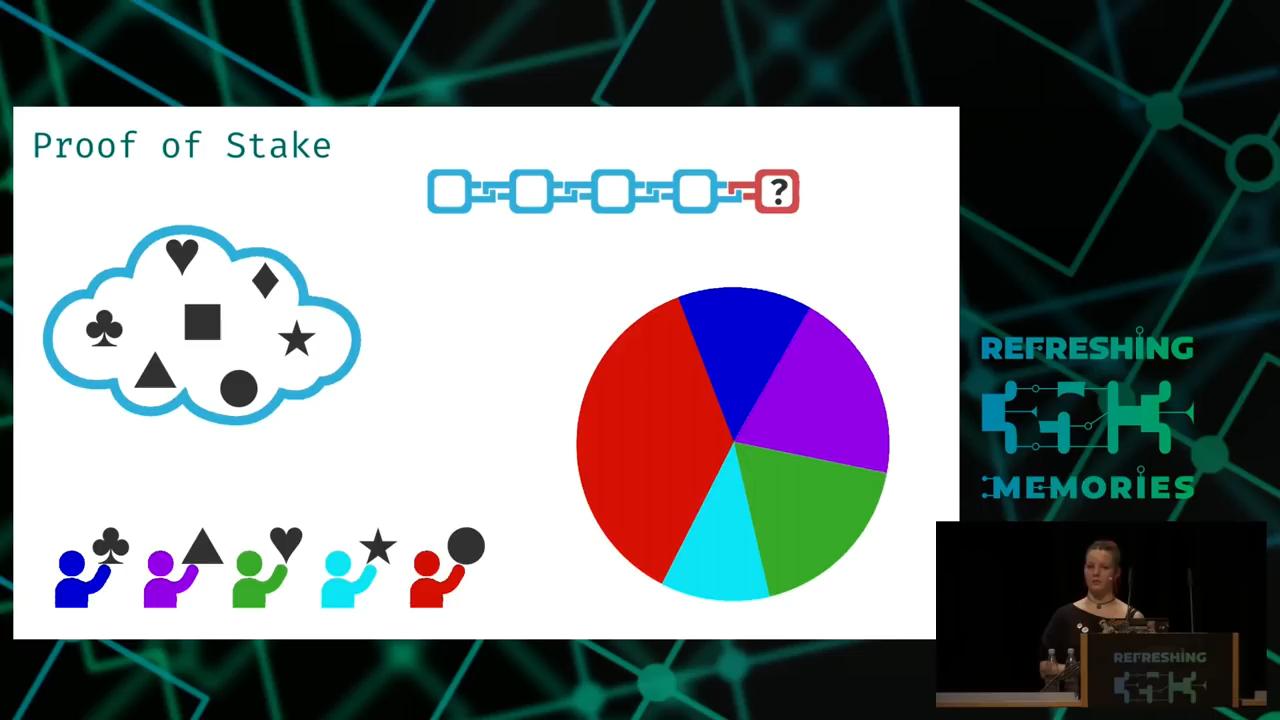 Proof of Stake
?
REFRESHING
MEMORIES
REFRESHING